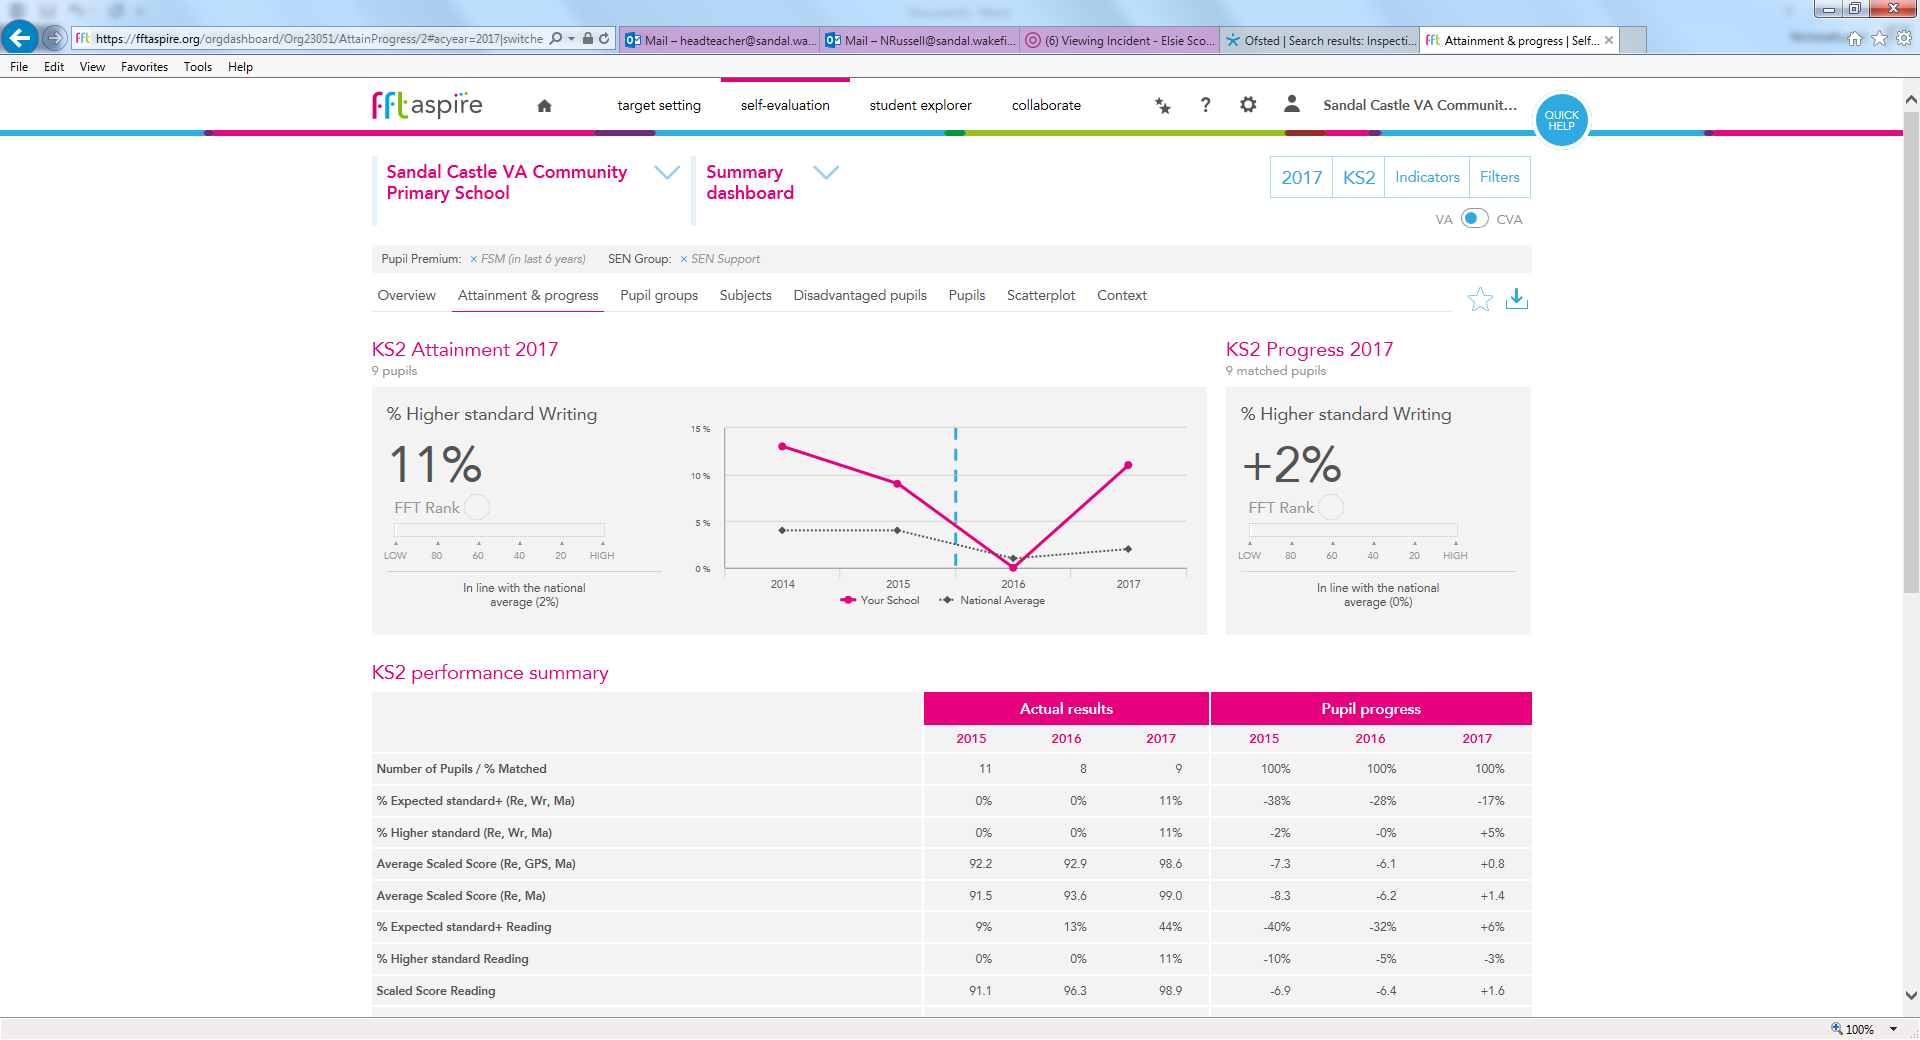 https://fftaspire.org/orgdashboard/Org23051/AttainProgress/2#acyear=2017|switche
Mail – headteacher@sandal.wa...
Mail – NRussell@sandal.wakefi...
(6) Viewing Incident - Elsie Sco...
Ofsted | Search results: Inspecti...
fft Attainment & progress | Self...
File Edit View Favorites Tools Help
fft aspire
target setting self-evaluation student explorer collaborate
? Sandal Castle VA Communit...
QUICK
HELP
Sandal Castle VA Community
Primary School
Summary
dashboard
2017 KS2 Indicators Filters
VA CVA
Pupil Premium: × FSM (in last 6 years) SEN Group: × SEN Support
Overview Attainment & progress Pupil groups Subjects Disadvantaged pupils Pupils Scatterplot Context
KS2 Attainment 2017
9 pupils
% Higher standard Writing
11%
FFT Rank
LOW 80 60 40 20 HIGH
In line with the national
average (2%)
15 %
10 %
5 %
0 %
2014 2015 2016 2017
Your School National Average
KS2 Progress 2017
9 matched pupils
% Higher standard Writing
+2%
FFT Rank
LOW 80 60 40 20 HIGH
In line with the national
average (0%)
KS2 performance summary
Actual results Pupil progress
2015 2016 2017 2015 2016 2017
Number of Pupils / % Matched 11 8 9 100% 100% 100%
% Expected standard+ (Re, Wr, Ma) 0% 0% 11% -38% -28% -17%
% Higher standard (Re, Wr, Ma) 0% 0% 11% -2% -0% +5%
Average Scaled Score (Re, GPS, Ma) 92.2 92.9 98.6 -7.3 -6.1 +0.8
Average Scaled Score (Re, Ma) 91.5 93.6 99.0 -8.3 -6.2 +1.4
% Expected standard+ Reading 9% 13% 44% -40% -32% +6%
% Higher standard Reading 0% 0% 11% -10% -5% -3%
Scaled Score Reading 91.1 96.3 98.9 -6.9 -6.4 +1.6
100%